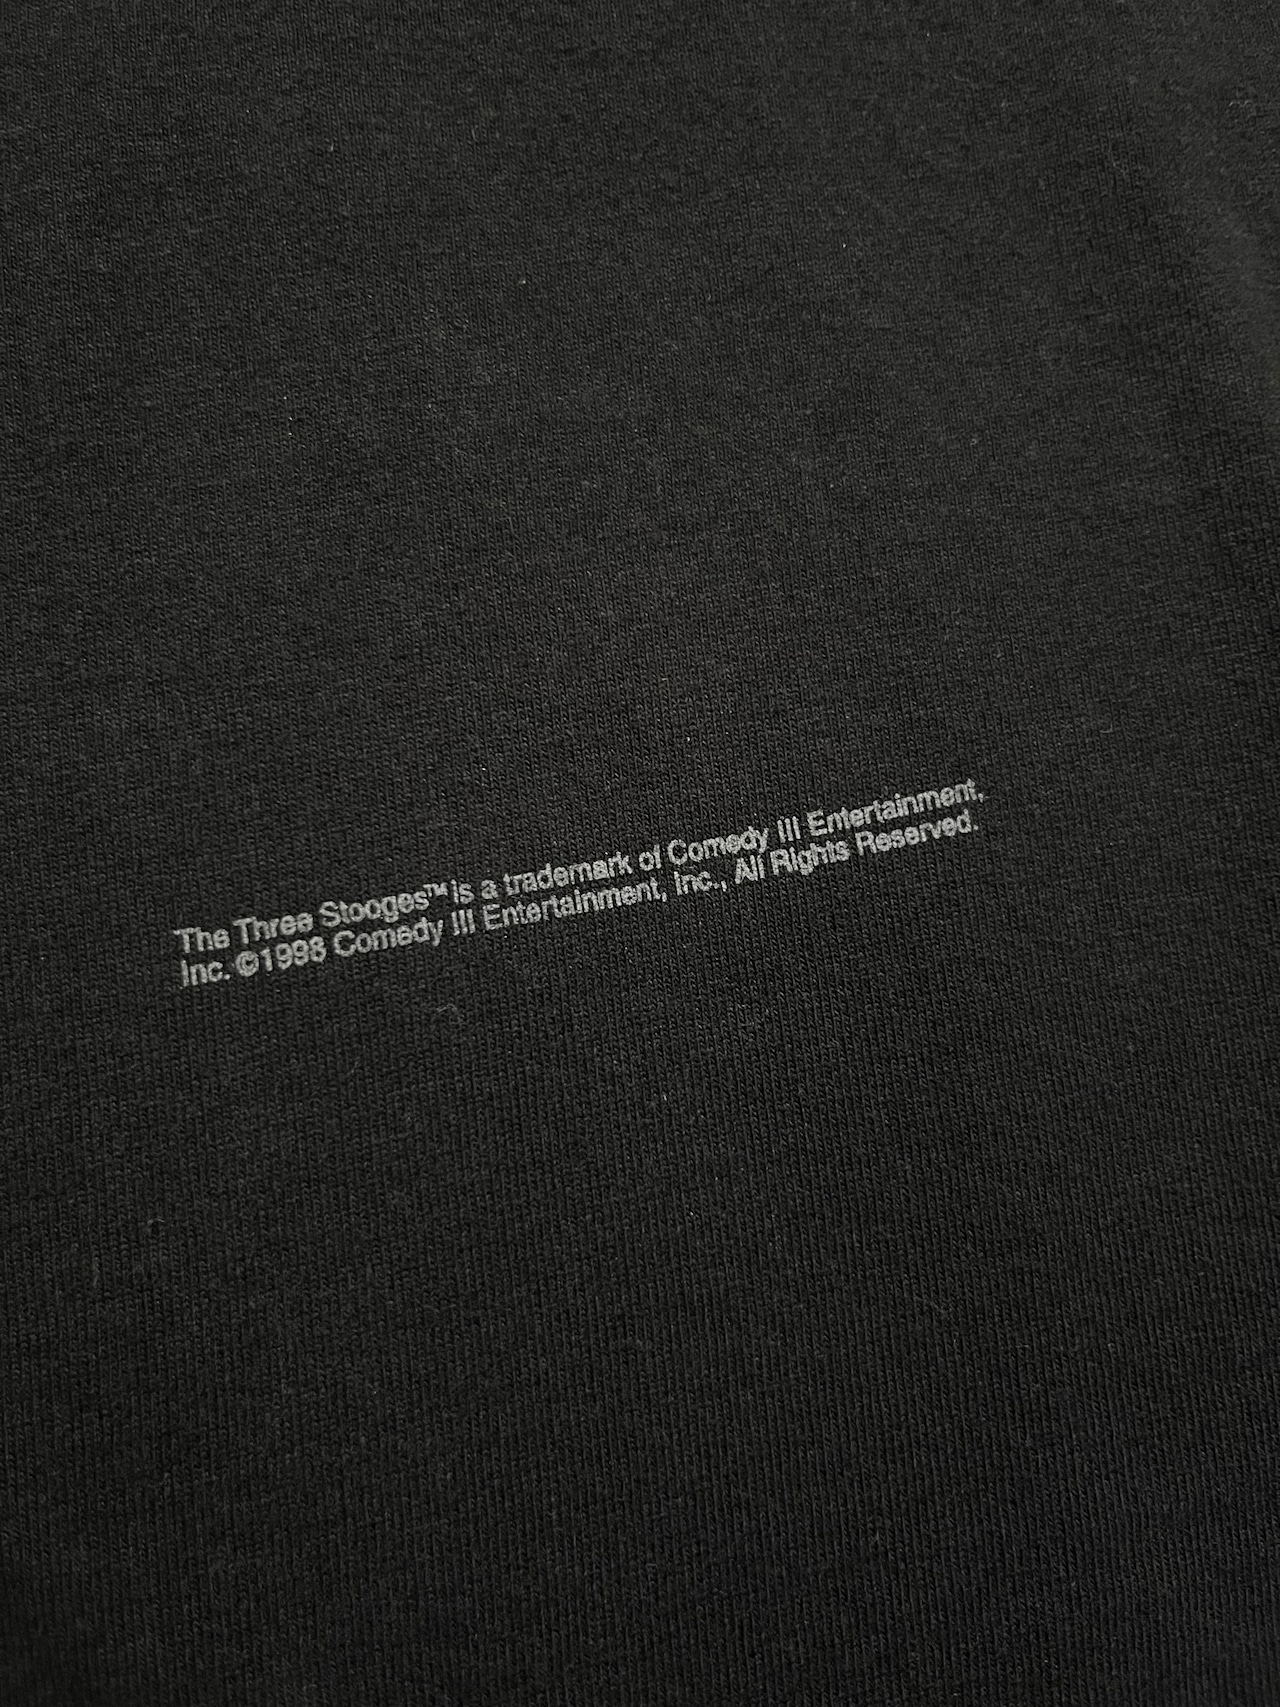 The Three Stooges™ is a trademark of Comedy III Entertainment,
Inc. ©1998 Comedy III Entertainment, Inc., All Rights Reserved.